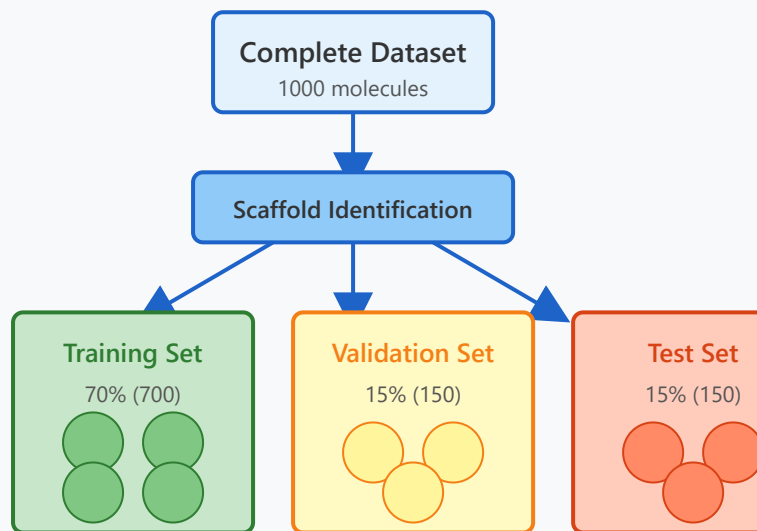 Complete Dataset
1000 molecules
Scaffold Identification
Training Set
70% (700)
Validation Set
15% (150)
Test Set
15% (150)